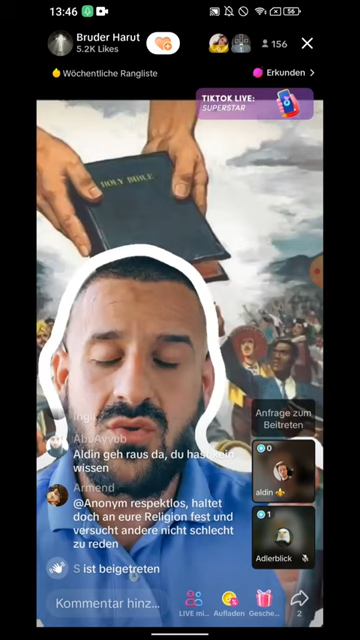 13:46
56
Bruder Harut
5.2K Likes
156
Wöchentliche Rangliste
Erkunden
TIKTOK LIVE:
SUPERSTAR
HOLY BIBLE
AbuAyyub
Aldin geh raus da, du hast kein
wissen
Armend
@Anonym respektlos, haltet
doch an eure Religion fest und
versucht andere nicht schlecht
zu reden
S ist beigetreten
Anfrage zum
Beitreten
0
aldin
1
Adlerblick
Kommentar hinz...
LIVE mi...
Aufladen
Gesche...
2